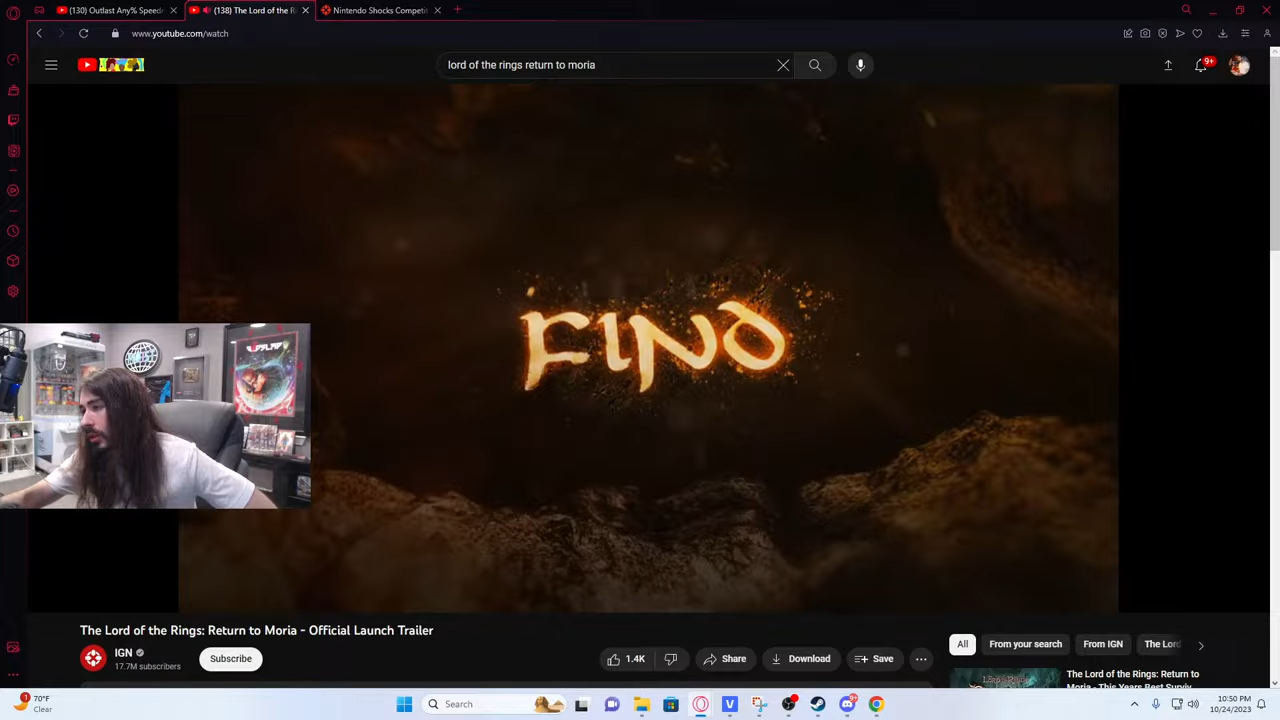 (130) Outlast Any% Speed
(138) The Lord of the Ri
Nintendo Shocks Competi
www.youtube.com/watch
lord of the rings return to moria
9+
FIND
The Lord of the Rings: Return to Moria - Official Launch Trailer
IGN
17.7M subscribers
Subscribe
1.4K
Share
Download
Save
All
From your search
From IGN
The Lord
The Lord of the Rings: Return to
Moria - This Years Best Surviv
70°F
Clear
Search
9+
10:50 PM
10/24/2023